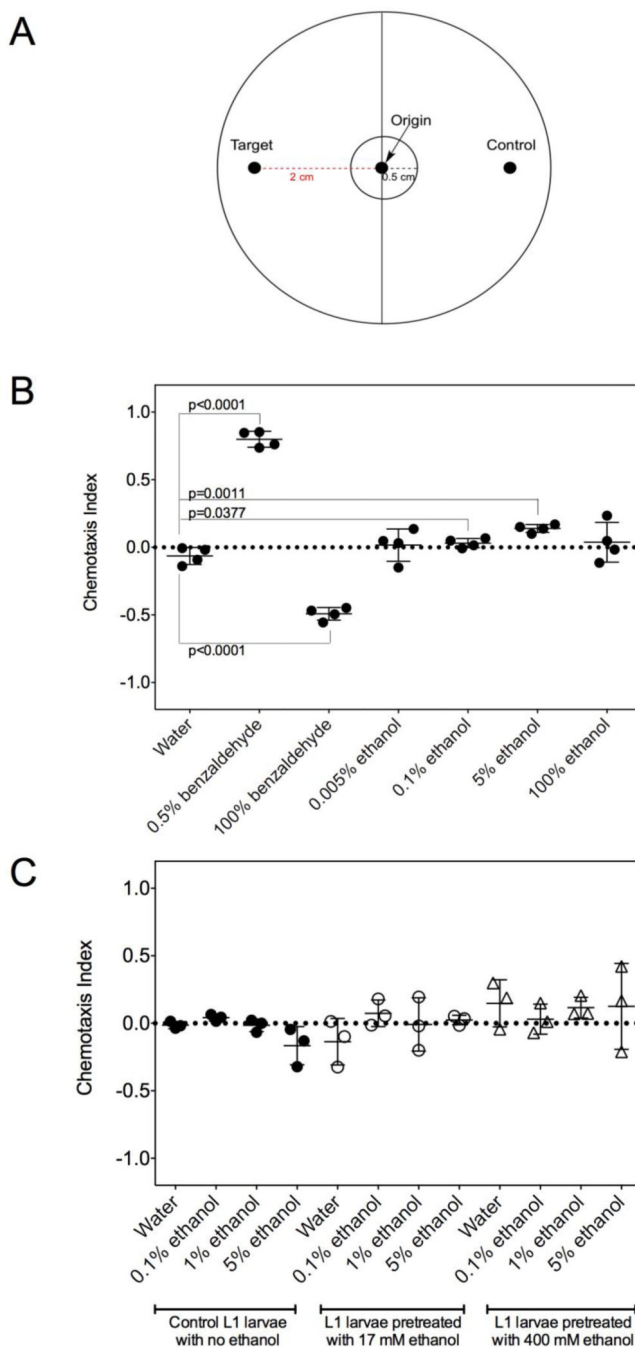 A
Origin
Target
Control
2 cm
0.5 cm
B
p<0.0001
1.0
0.5
p=0.0011
p=0.0377
0.0
-0.5
p<0.0001
-1.0
Chemotaxis Index
Water
0.5% benzaldehyde
100% benzaldehyde
0.005% ethanol
0.1% ethanol
5% ethanol
100% ethanol
C
1.0
0.5
0.0
-0.5
-1.0
Chemotaxis Index
Water
0.1% ethanol
1% ethanol
5% ethanol
Water
0.1% ethanol
1% ethanol
5% ethanol
Water
0.1% ethanol
1% ethanol
5% ethanol
Control L1 larvae
with no ethanol
L1 larvae pretreated
with 17 mM ethanol
L1 larvae pretreated
with 400 mM ethanol